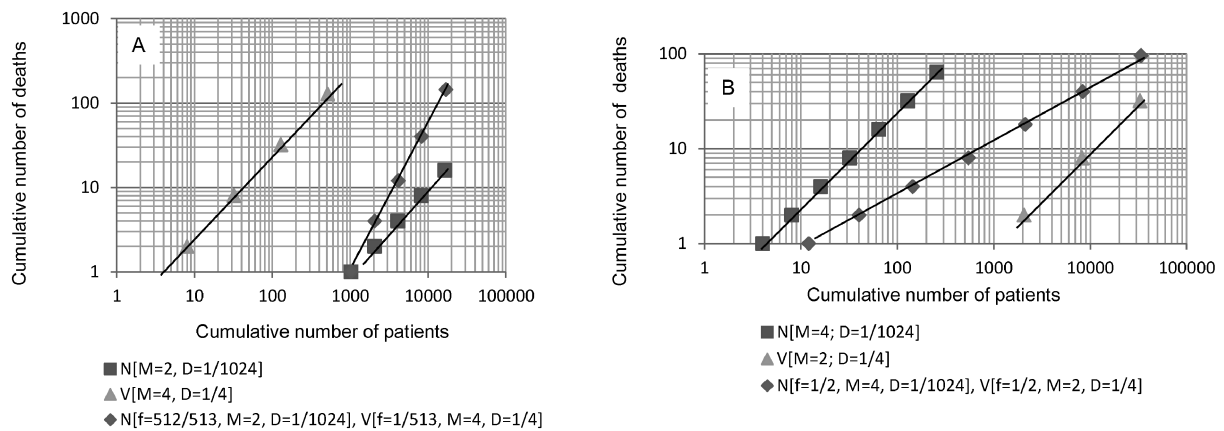 A
Cumulative number of deaths
1000
100
10
1
1 10 100 1000 10000 100000
Cumulative number of patients
N[M=2, D=1/1024]
V[M=4, D=1/4]
N[f=512/513, M=2, D=1/1024], V[f=1/513, M=4, D=1/4]
B
Cumulative number of deaths
100
10
1
1 10 100 1000 10000 100000
Cumulative number of patients
N[M=4; D=1/1024]
V[M=2; D=1/4]
N[f=1/2, M=4, D=1/1024], V[f=1/2, M=2, D=1/4]